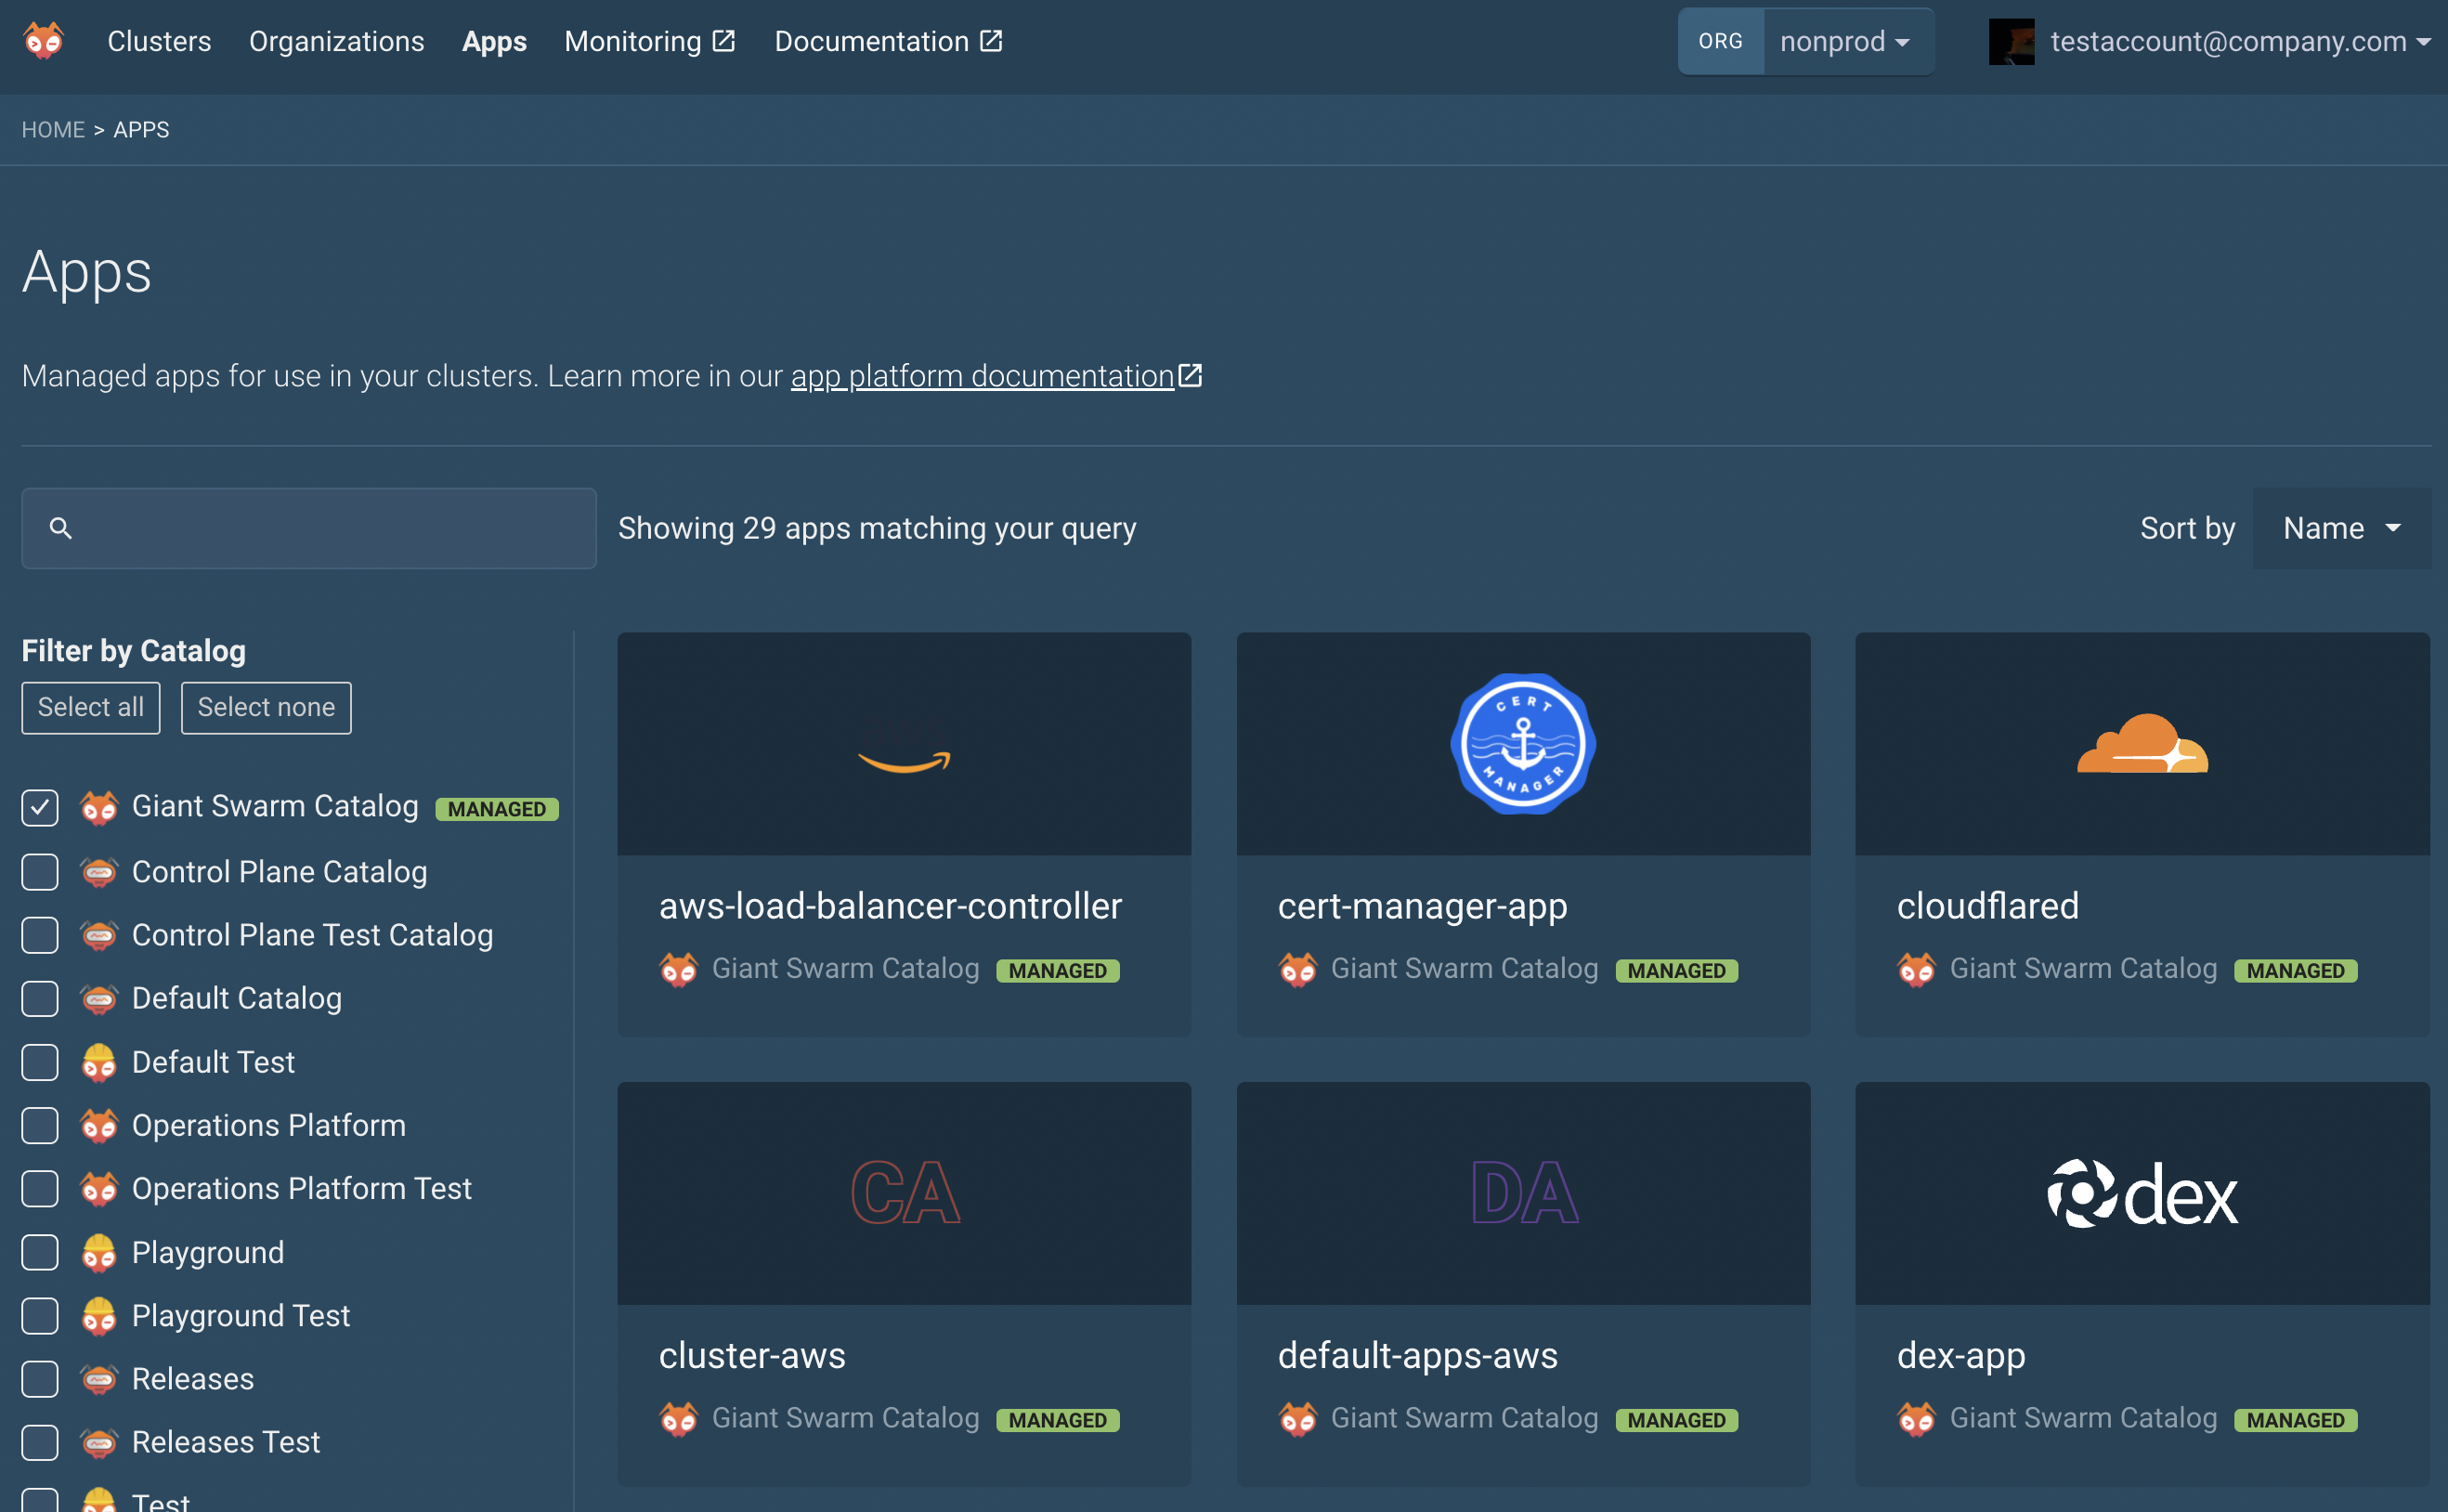 Clusters Organizations Apps Monitoring Documentation ORG nonprod testaccount@company.com
HOME > APPS
Apps
Managed apps for use in your clusters. Learn more in our app platform documentation
Showing 29 apps matching your query
Sort by Name
Filter by Catalog
Select all Select none
Giant Swarm Catalog MANAGED
Control Plane Catalog
Control Plane Test Catalog
Default Catalog
Default Test
Operations Platform
Operations Platform Test
Playground
Playground Test
Releases
Releases Test
Test
aws-load-balancer-controller
Giant Swarm Catalog MANAGED
CERT
MANAGER
cert-manager-app
Giant Swarm Catalog MANAGED
cloudflared
Giant Swarm Catalog MANAGED
CA
cluster-aws
Giant Swarm Catalog MANAGED
DA
default-apps-aws
Giant Swarm Catalog MANAGED
dex
dex-app
Giant Swarm Catalog MANAGED